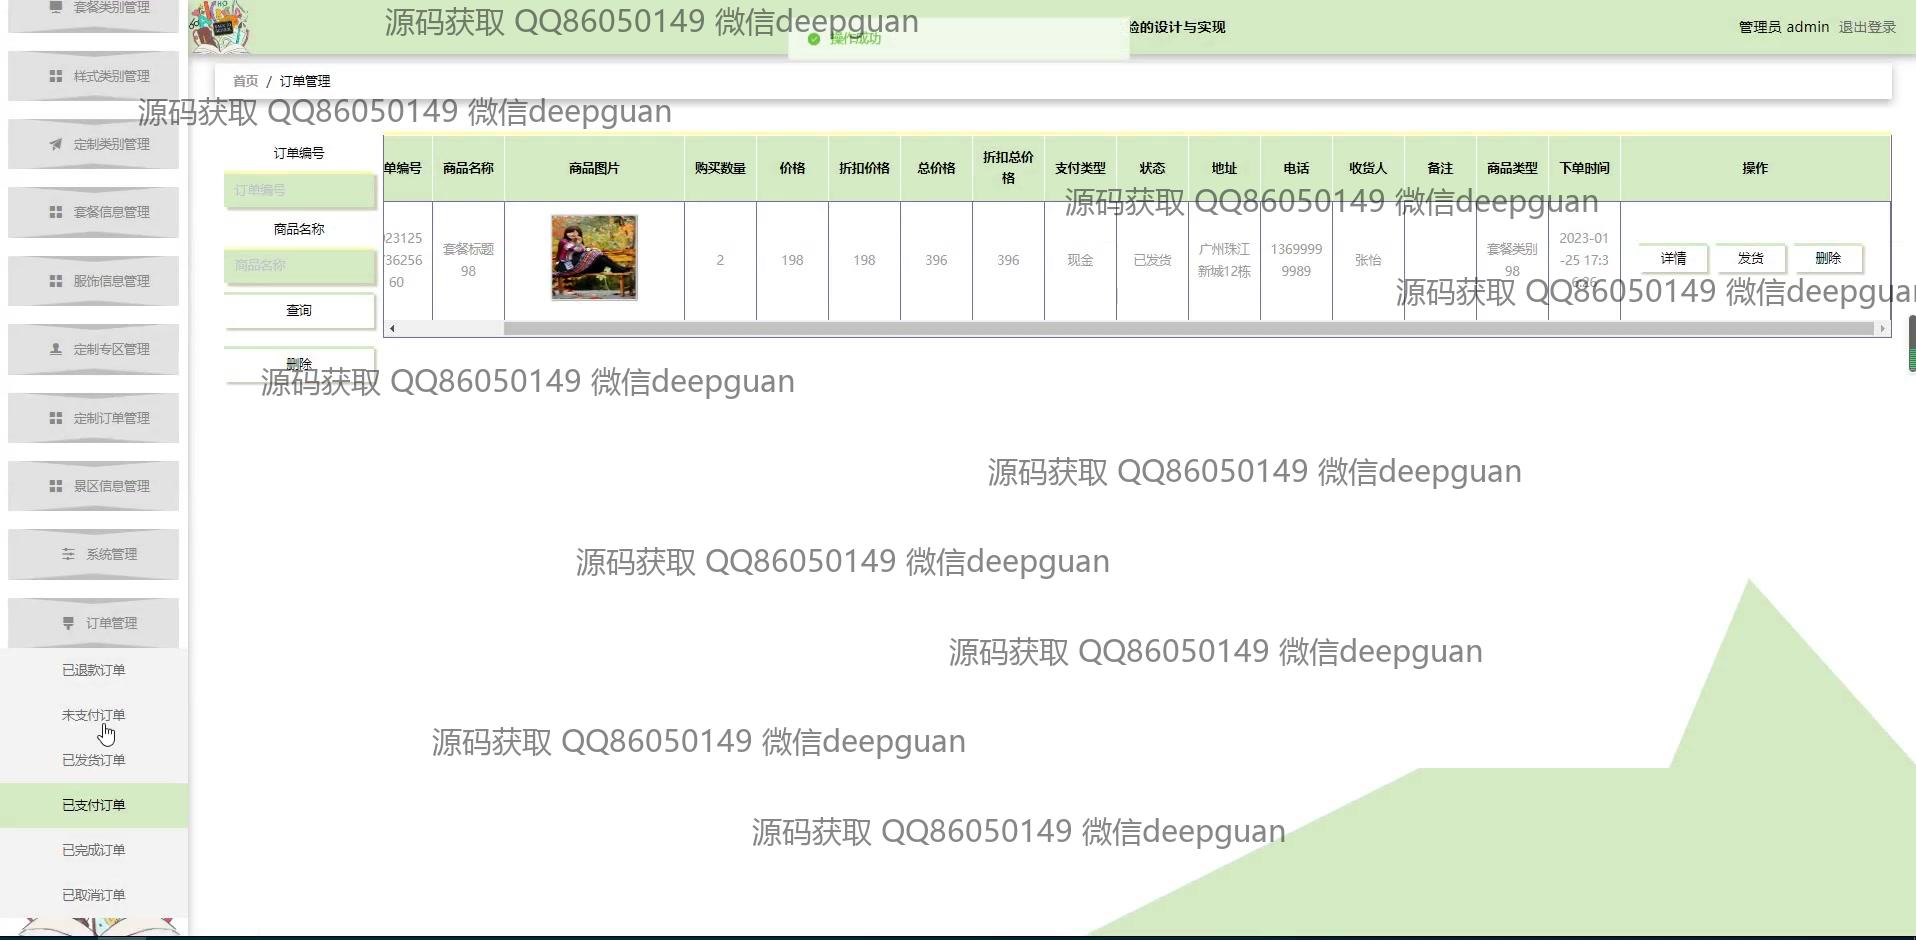 套餐类别管理
源码获取 QQ86050149 微信deepguan
操作成功
验的设计与实现
管理员 admin 退出登录
样式类别管理
首页 / 订单管理
源码获取 QQ86050149 微信deepguan
定制类别管理
订单编号
订单编号
商品名称
商品名称
查询
删除
单编号 商品名称 商品图片 购买数量 价格 折扣价格 总价格 折扣总价格 支付类型 状态 地址 电话 收货人 备注 商品类型 下单时间 操作
源码获取 QQ86050149 微信deepguan
23125
36256
60
套餐标题
98
2
198
198
396
396
现金
已发货
广州珠江
新城12栋
1369999
9989
张怡
套餐类别
98
2023-01
-25 17:3
6:26
详情 发货 删除
源码获取 QQ86050149 微信deepguan
源码获取 QQ86050149 微信deepguan
套餐信息管理
服饰信息管理
定制专区管理
定制订单管理
源码获取 QQ86050149 微信deepguan
景区信息管理
系统管理
源码获取 QQ86050149 微信deepguan
订单管理
源码获取 QQ86050149 微信deepguan
已退款订单
未支付订单
源码获取 QQ86050149 微信deepguan
已发货订单
已支付订单
源码获取 QQ86050149 微信deepguan
已完成订单
已取消订单